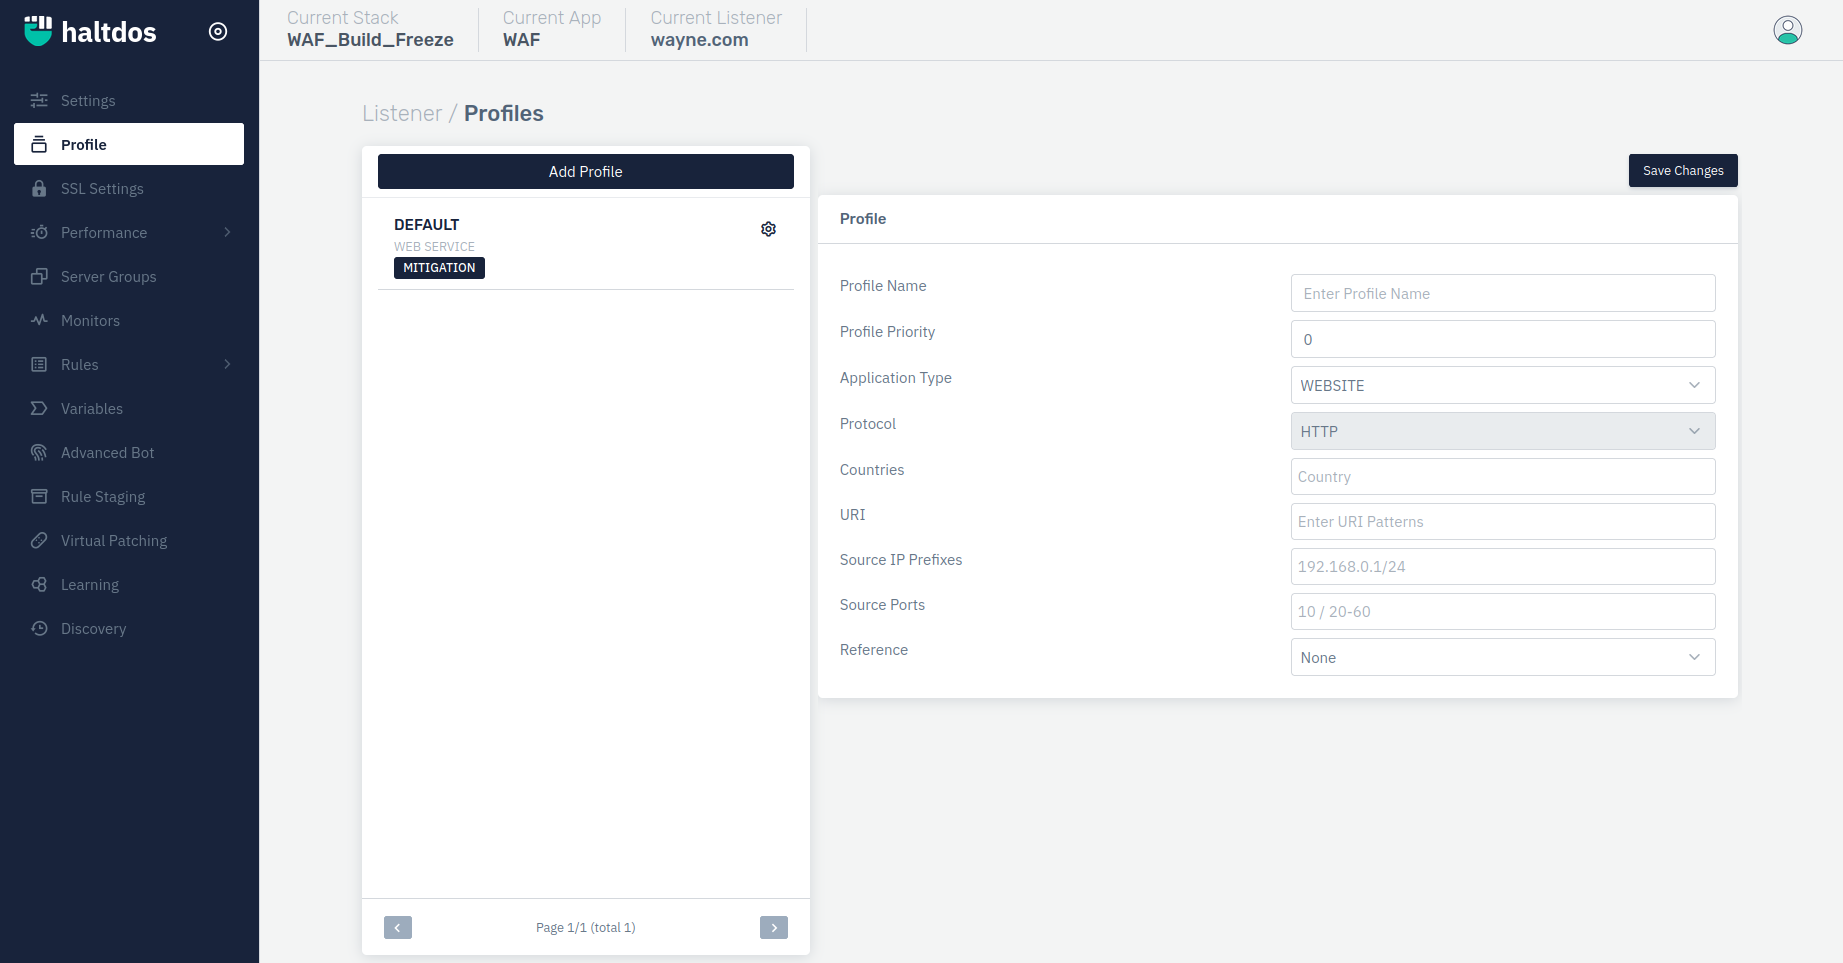 haltdos
Current Stack
WAF_Build_Freeze
Current App
WAF
Current Listener
wayne.com
Settings
Profile
SSL Settings
Performance
Server Groups
Monitors
Rules
Variables
Advanced Bot
Rule Staging
Virtual Patching
Learning
Discovery
Listener / Profiles
Add Profile
DEFAULT
WEB SERVICE
MITIGATION
Page 1/1 (total 1)
Save Changes
Profile
Profile Name
Enter Profile Name
Profile Priority
0
Application Type
WEBSITE
Protocol
HTTP
Countries
Country
URI
Enter URI Patterns
Source IP Prefixes
192.168.0.1/24
Source Ports
10 / 20-60
Reference
None